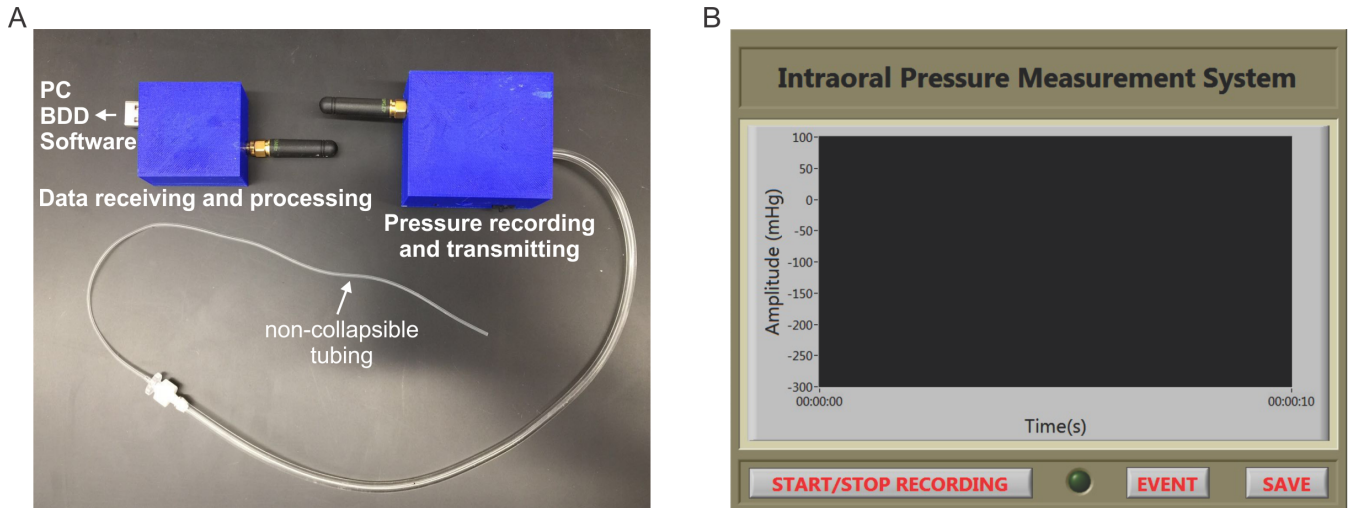 A
PC
BDD
Software
Data receiving and processing
Pressure recording
and transmitting
non-collapsible
tubing
B
Intraoral Pressure Measurement System
100
50
0
-50
-100
-150
-200
-250
-300
Amplitude (mHg)
00:00:00
00:00:10
Time(s)
START/STOP RECORDING
EVENT
SAVE